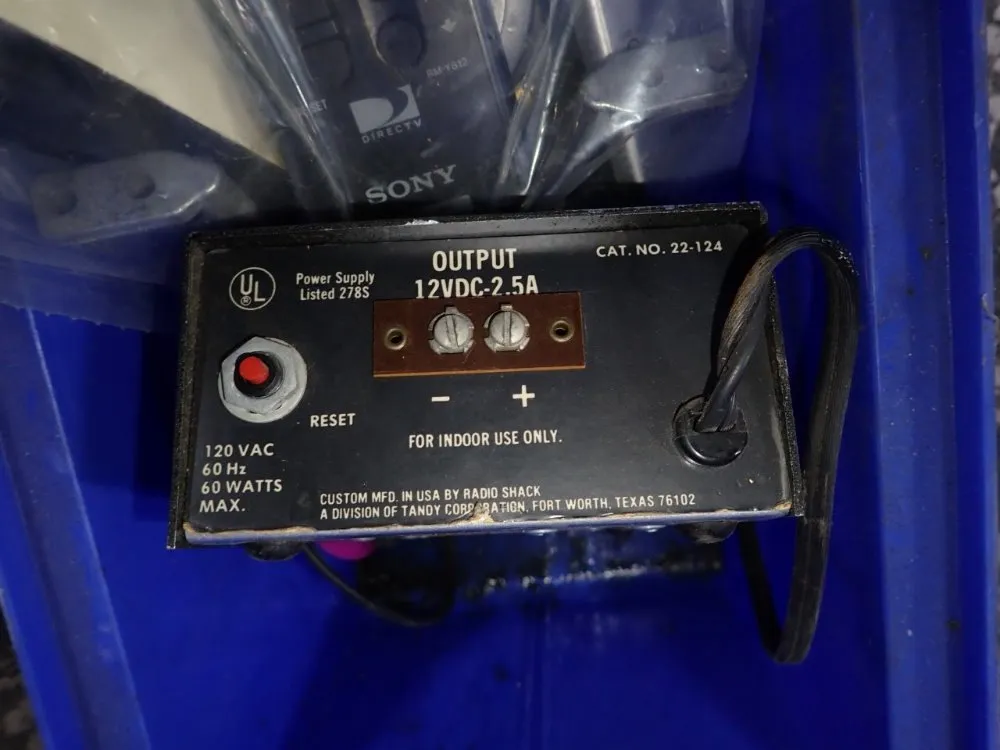 RM-Y812
DIRECTV
SONY
OUTPUT
12VDC-2.5A
CAT. NO. 22-124
UL
Power Supply
Listed 278S
- +
RESET
FOR INDOOR USE ONLY.
120 VAC
60 Hz
60 WATTS
MAX.
CUSTOM MFD. IN USA BY RADIO SHACK
A DIVISION OF TANDY CORPORATION, FORT WORTH, TEXAS 76102